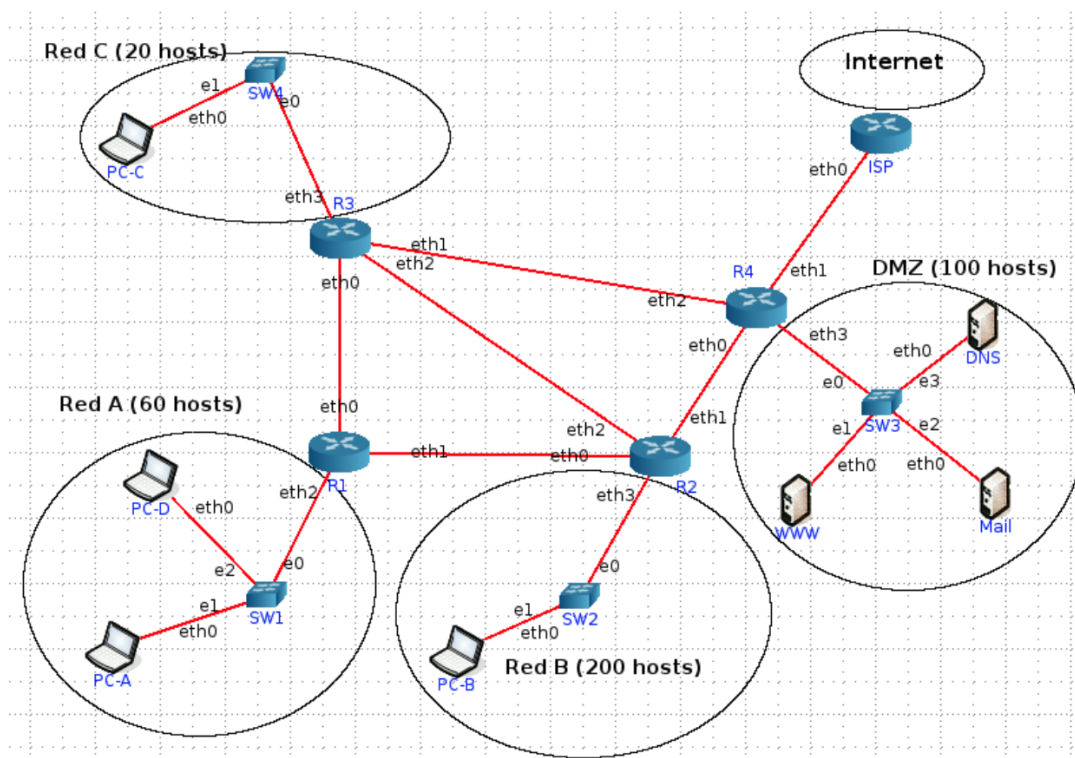 Red C (20 hosts)
SW4
e1
e0
eth0
PC-C
eth3
R3
Internet
ISP
eth0
eth1
eth2
eth0
eth1
R4
DMZ (100 hosts)
eth2
eth3
eth0
eth0
DNS
e0
e3
SW3
e1
e2
eth0
eth0
WWW
Mail
eth1
Red A (60 hosts)
eth0
R1
eth1
eth2
PC-D
eth0
e2
e0
e1
SW1
eth0
PC-A
eth2
eth0
R2
eth3
e0
e1
SW2
eth0
PC-B
Red B (200 hosts)